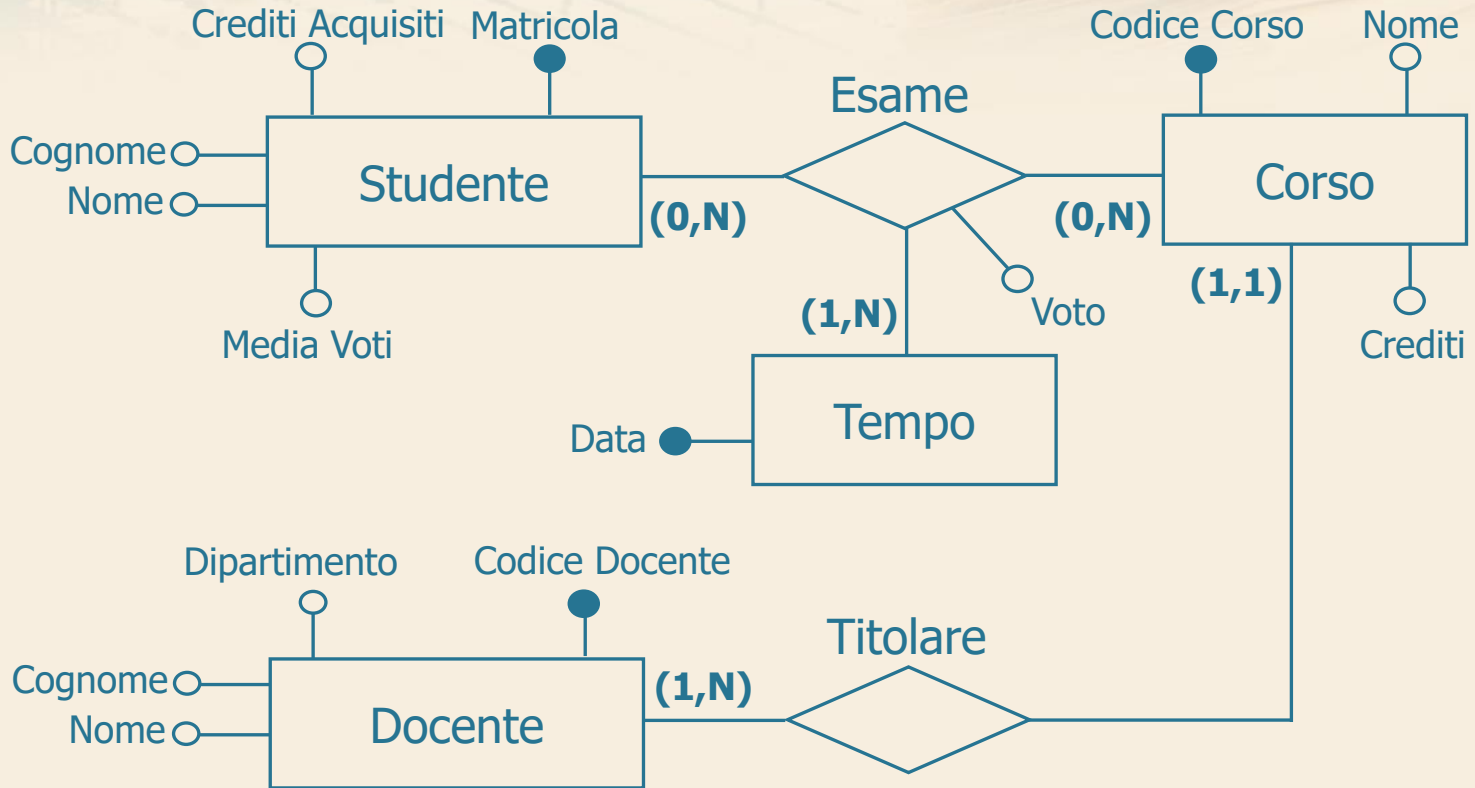 Crediti Acquisiti
Matricola
Codice Corso
Nome
Esame
Cognome
Nome
Studente
Corso
(0,N)
(0,N)
(1,1)
(1,N)
Voto
Media Voti
Crediti
Tempo
Data
Dipartimento
Codice Docente
Titolare
Cognome
Nome
Docente
(1,N)